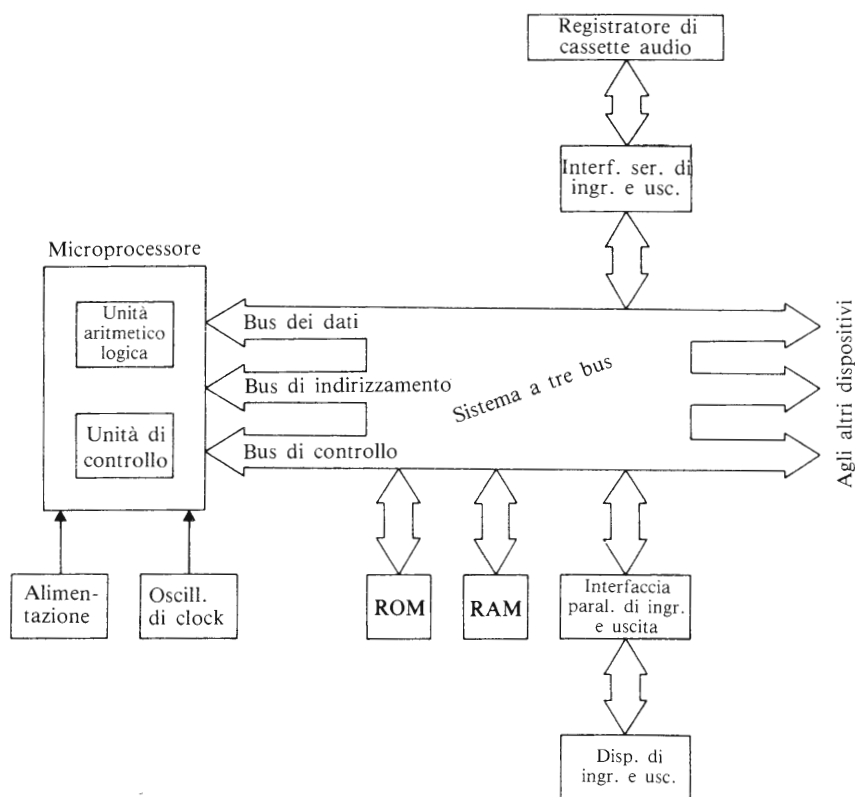 Registratore di
cassette audio
Interf. ser. di
ingr. e usc.
Microprocessore
Unità
aritmetico
logica
Bus dei dati
Bus di indirizzamento
Sistema a tre bus
Agli altri dispositivi
Unità di
controllo
Bus di controllo
Alimen-
tazione
Oscill.
di clock
ROM
RAM
Interfaccia
paral. di ingr.
e uscita
Disp. di
ingr. e usc.